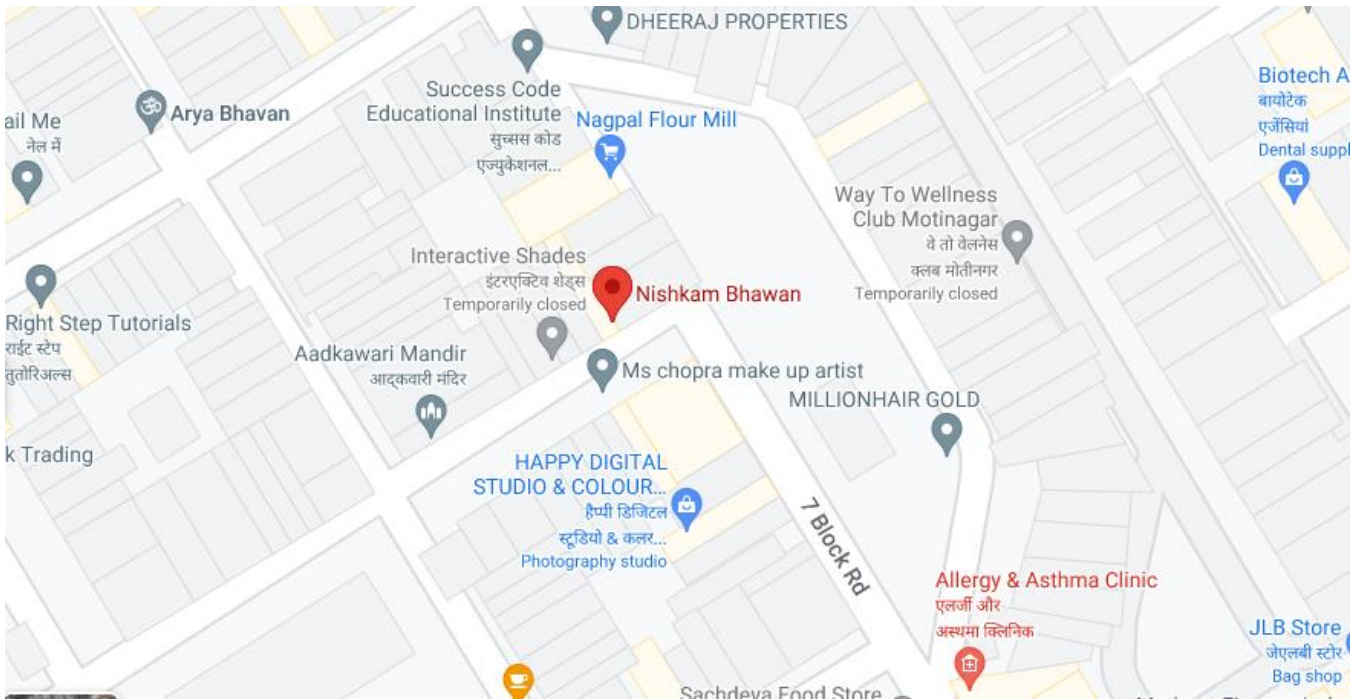 DHEERAJ PROPERTIES
Success Code
Educational Institute
सुच्सस कोड
एज्युकेशनल...
Nagpal Flour Mill
Arya Bhavan
ail Me
नेल में
Biotech A
बायोटेक
एजेंसियां
Dental suppl
Way To Wellness
Club Motinagar
वे तो वेलनेस
क्लब मोतीनगर
Temporarily closed
Interactive Shades
इंटरएक्टिव शेड्स
Temporarily closed
Nishkam Bhawan
Right Step Tutorials
राईट स्टेप
तुतोरिअल्स
Aadkawari Mandir
आद्कवारी मंदिर
Ms chopra make up artist
MILLIONHAIR GOLD
k Trading
HAPPY DIGITAL
STUDIO & COLOUR...
हैप्पी डिजिटल
स्टूडियो & कलर...
Photography studio
7 Block Rd
Allergy & Asthma Clinic
एलर्जी और
अस्थमा क्लिनिक
JLB Store
जेएलबी स्टोर
Bag shop
Sachdeva Food Store